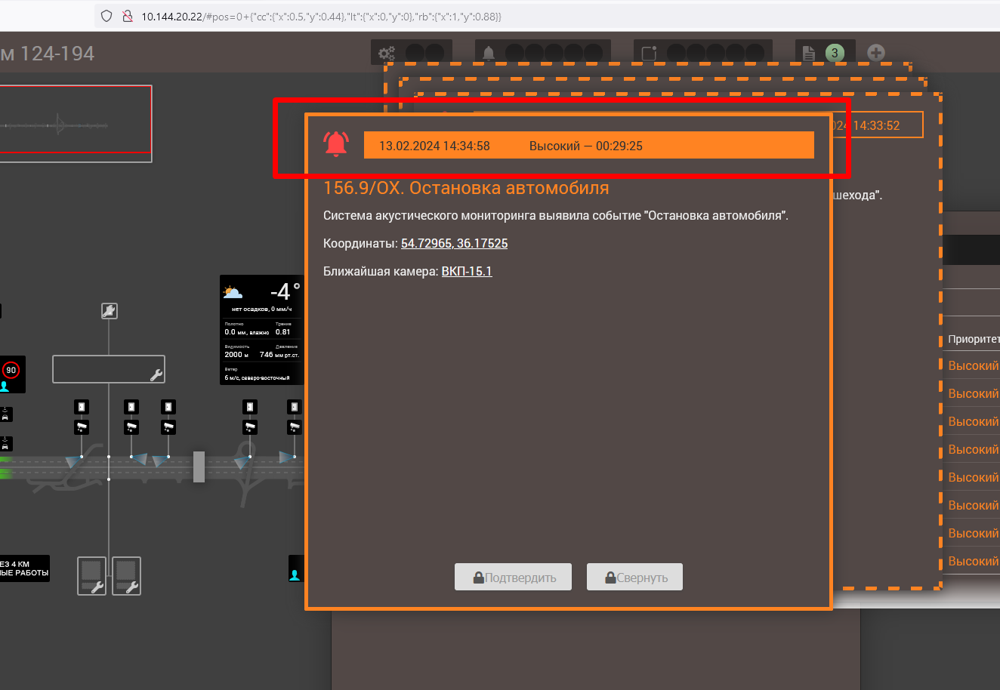 10.144.20.22/#pos=0+{"cc":{"x":0.5,"y":0.44},"lt":{"x":0,"y":0},"rb":{"x":1,"y":0.88}}
м 124-194
3
024 14:33:52
13.02.2024 14:34:58 Высокий — 00:29:25
156.9/ОХ. Остановка автомобиля
шехода".
Система акустического мониторинга выявила событие "Остановка автомобиля".
Координаты: 54.72965, 36.17525
Ближайшая камера: ВКП-15.1
-4°
нет осадков, 0 мм/ч
Полотно Трение
0.0 мм, влажно 0.81
Видимость Давление
2000 м 746 мм рт.ст.
Ветер
6 м/с, северо-восточный
90
Приоритет
Высокий
Высокий
Высокий
Высокий
Высокий
Высокий
Высокий
Высокий
ЕЗ 4 КМ
ЫЕ РАБОТЫ
Подтвердить Свернуть